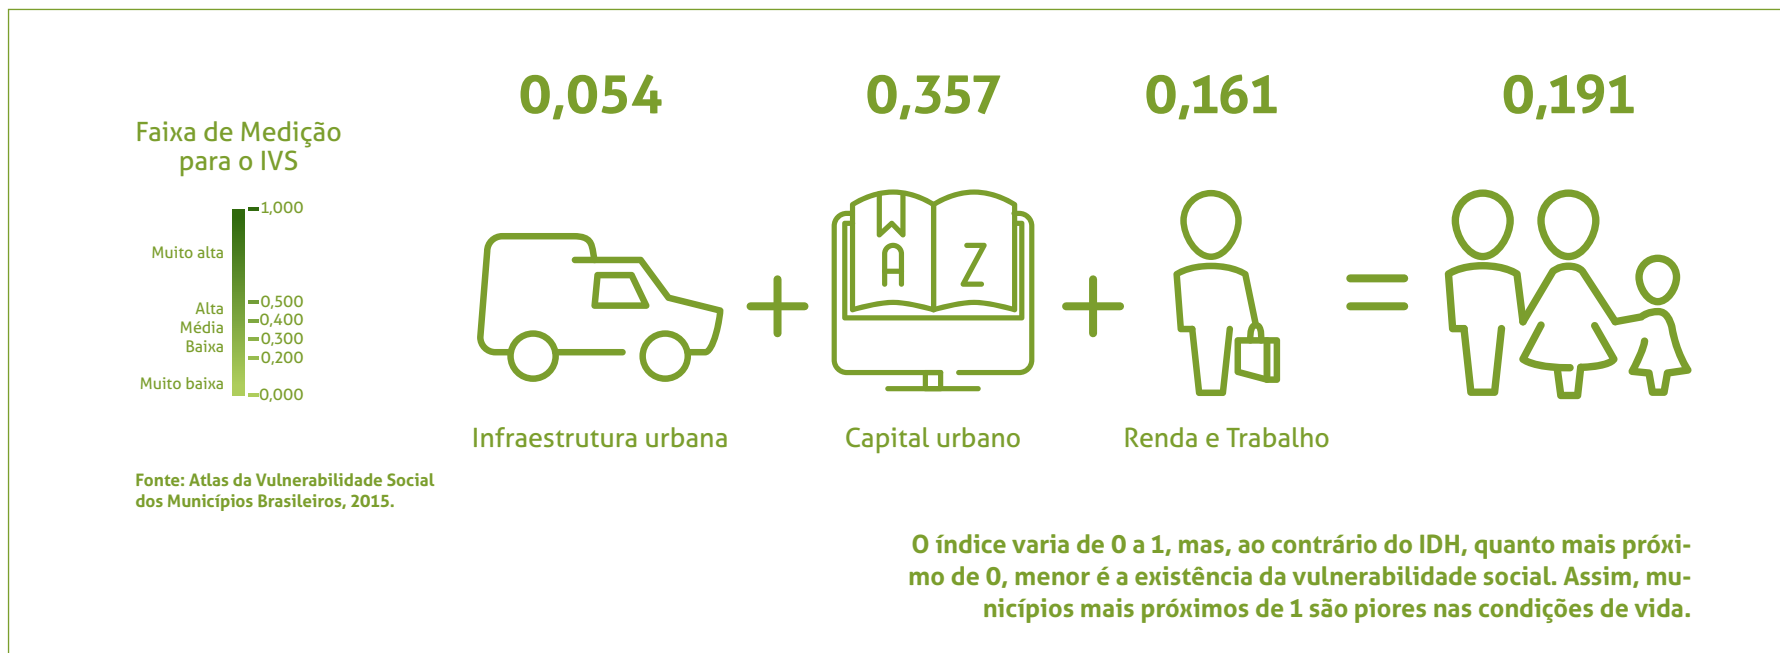 0,054
0,357
0,161
0,191
Faixa de Medição
para o IVS
1,000
Muito alta
0,500
Alta
0,400
Média
0,300
Baixa
0,200
Muito baixa
0,000
A
Z
+
+
=
Infraestrutura urbana
Capital urbano
Renda e Trabalho
Fonte: Atlas da Vulnerabilidade Social
dos Municípios Brasileiros, 2015.
O índice varia de 0 a 1, mas, ao contrário do IDH, quanto mais próxi-
mo de 0, menor é a existência da vulnerabilidade social. Assim, mu-
nicípios mais próximos de 1 são piores nas condições de vida.